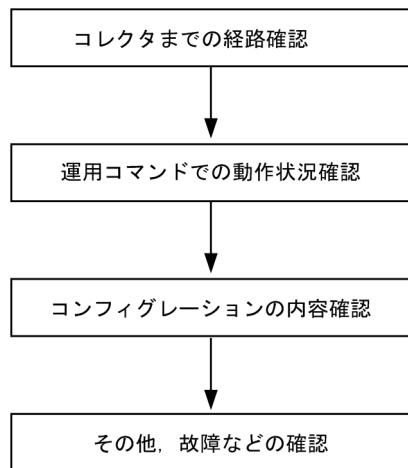 コレクタまでの経路確認
運用コマンドでの動作状況確認
コンフィグレーションの内容確認
その他，故障などの確認